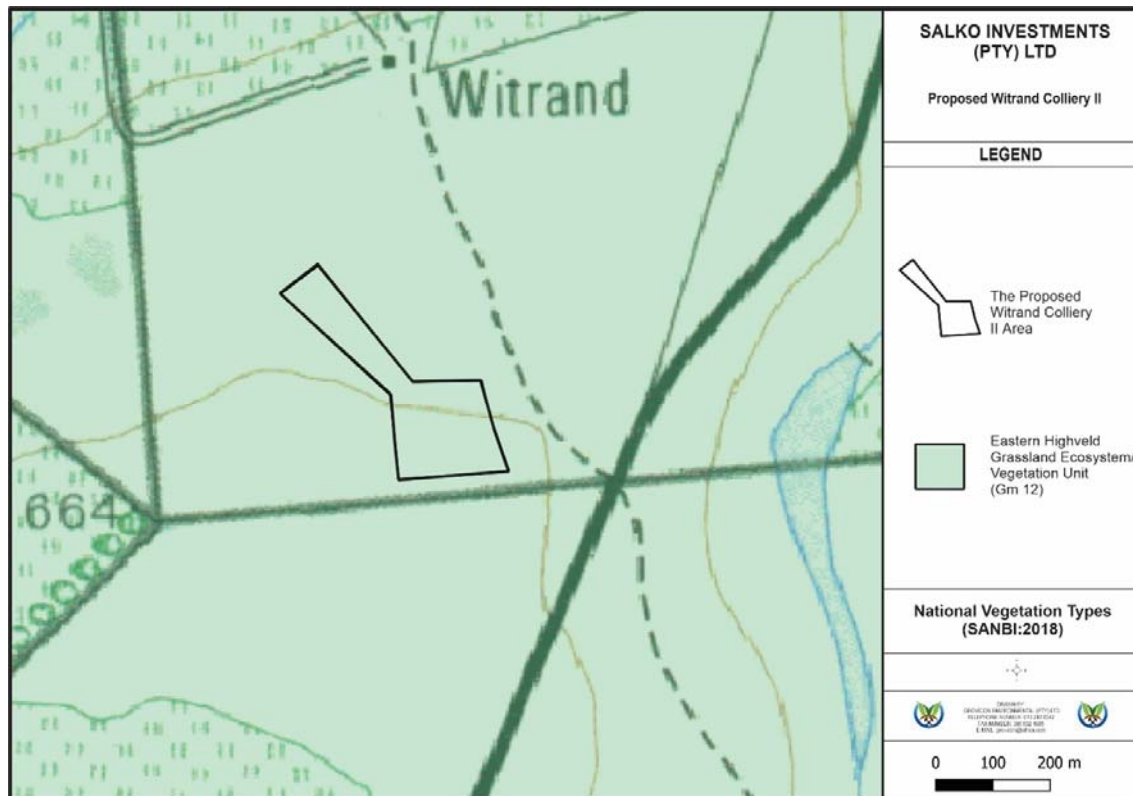 Witrand
664
SALKO INVESTMENTS
(PTY) LTD
Proposed Witrand Colliery II
LEGEND
The Proposed
Witrand Colliery
II Area
Eastern Highveld
Grassland Ecosystem/
Vegetation Unit
(Gm 12)
National Vegetation Types
(SANBI:2018)
0 100 200 m